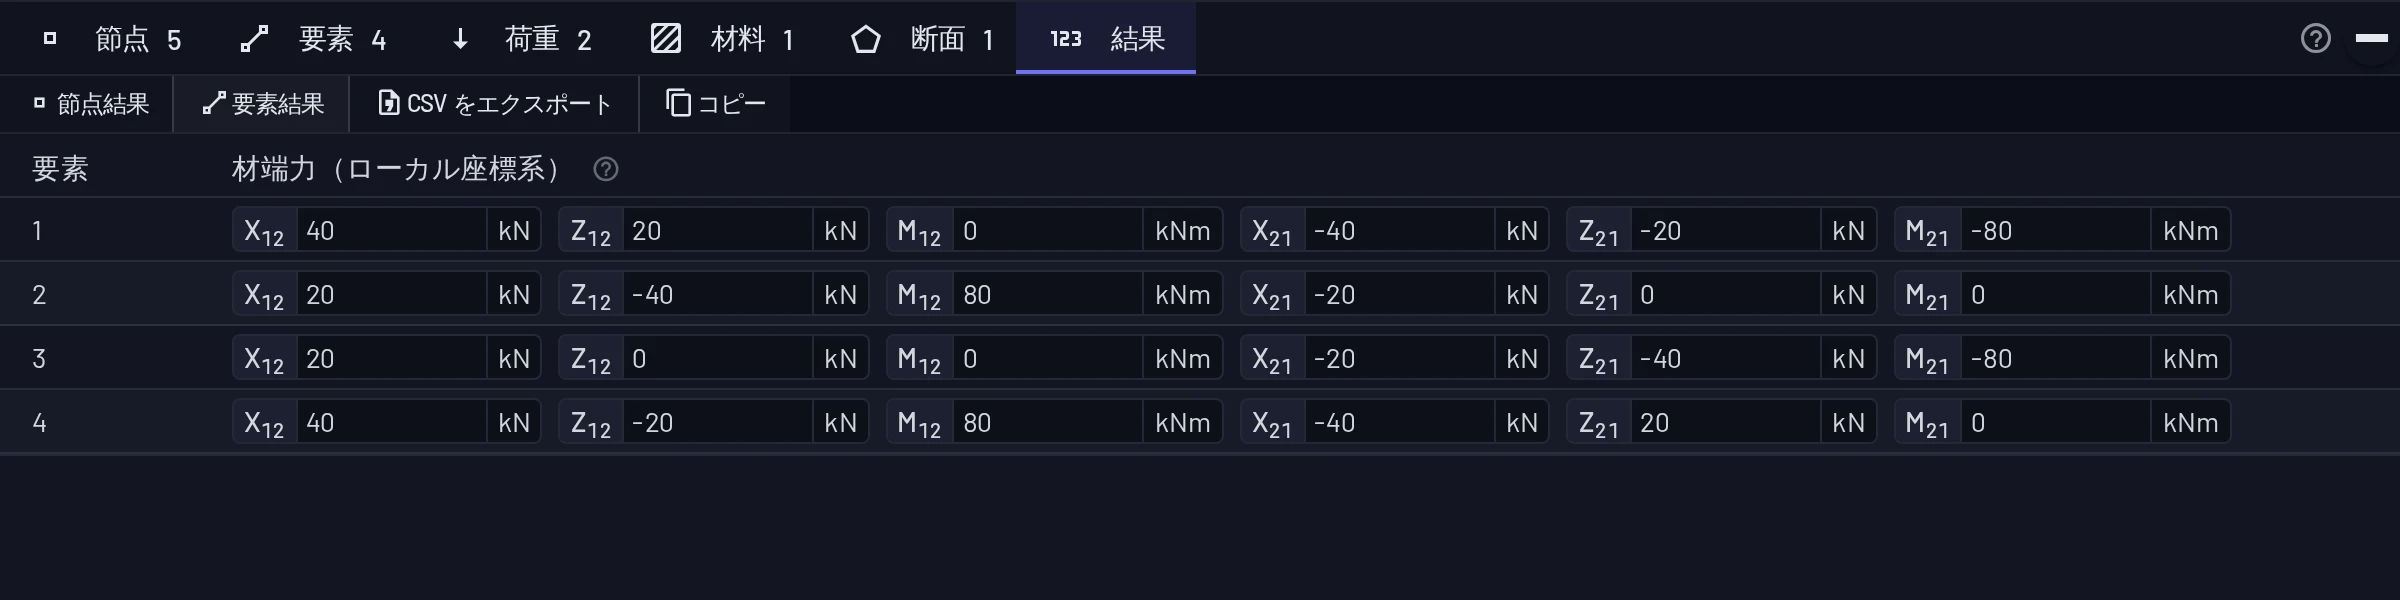 節点 5 要素 4 荷重 2 材料 1 断面 1 123 結果
節点結果 要素結果 CSV をエクスポート コピー
要素 材端力（ローカル座標系）
1 X12 40 kN Z12 20 kN M12 0 kNm X21 -40 kN Z21 -20 kN M21 -80 kNm
2 X12 20 kN Z12 -40 kN M12 80 kNm X21 -20 kN Z21 0 kN M21 0 kNm
3 X12 20 kN Z12 0 kN M12 0 kNm X21 -20 kN Z21 -40 kN M21 -80 kNm
4 X12 40 kN Z12 -20 kN M12 80 kNm X21 -40 kN Z21 20 kN M21 0 kNm